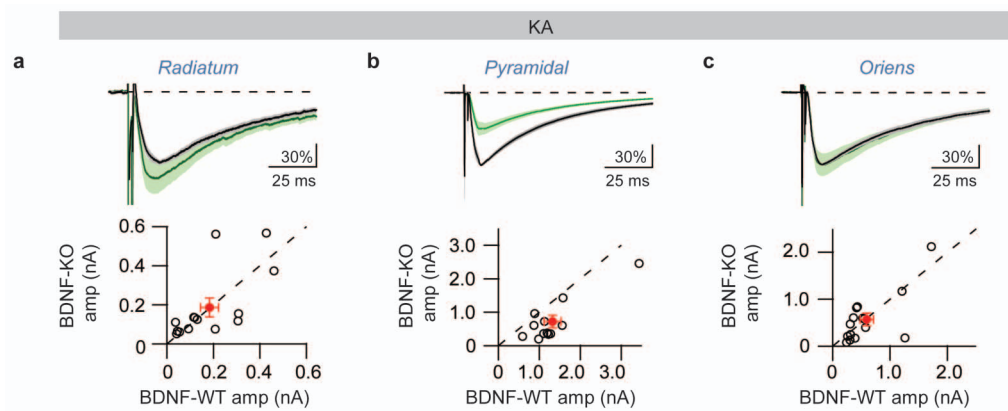 KA
a
Radiatum
30%
25 ms
BDNF-KO
amp (nA)
0.6
0.4
0.2
0
0 0.2 0.4 0.6
BDNF-WT amp (nA)
b
Pyramidal
30%
25 ms
BDNF-KO
amp (nA)
3.0
2.0
1.0
0
0 1.0 2.0 3.0
BDNF-WT amp (nA)
c
Oriens
30%
25 ms
BDNF-KO
amp (nA)
2.0
1.0
0
0 1.0 2.0
BDNF-WT amp (nA)